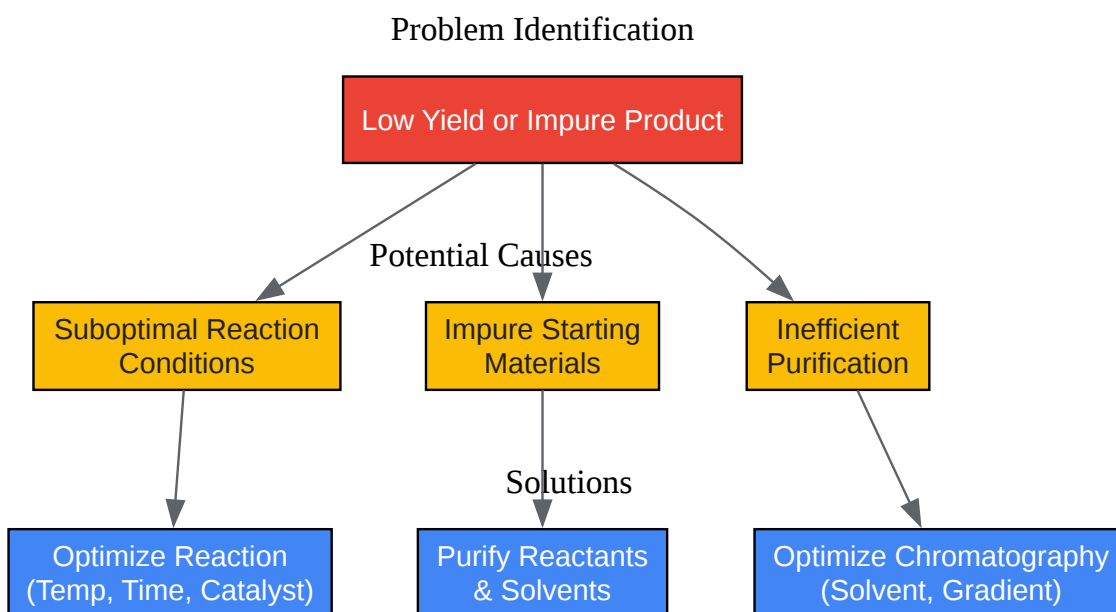 Problem Identification
Low Yield or Impure Product
Potential Causes
Suboptimal Reaction
Conditions
Impure Starting
Materials
Inefficient
Purification
Solutions
Optimize Reaction
(Temp, Time, Catalyst)
Purify Reactants
& Solvents
Optimize Chromatography
(Solvent, Gradient)